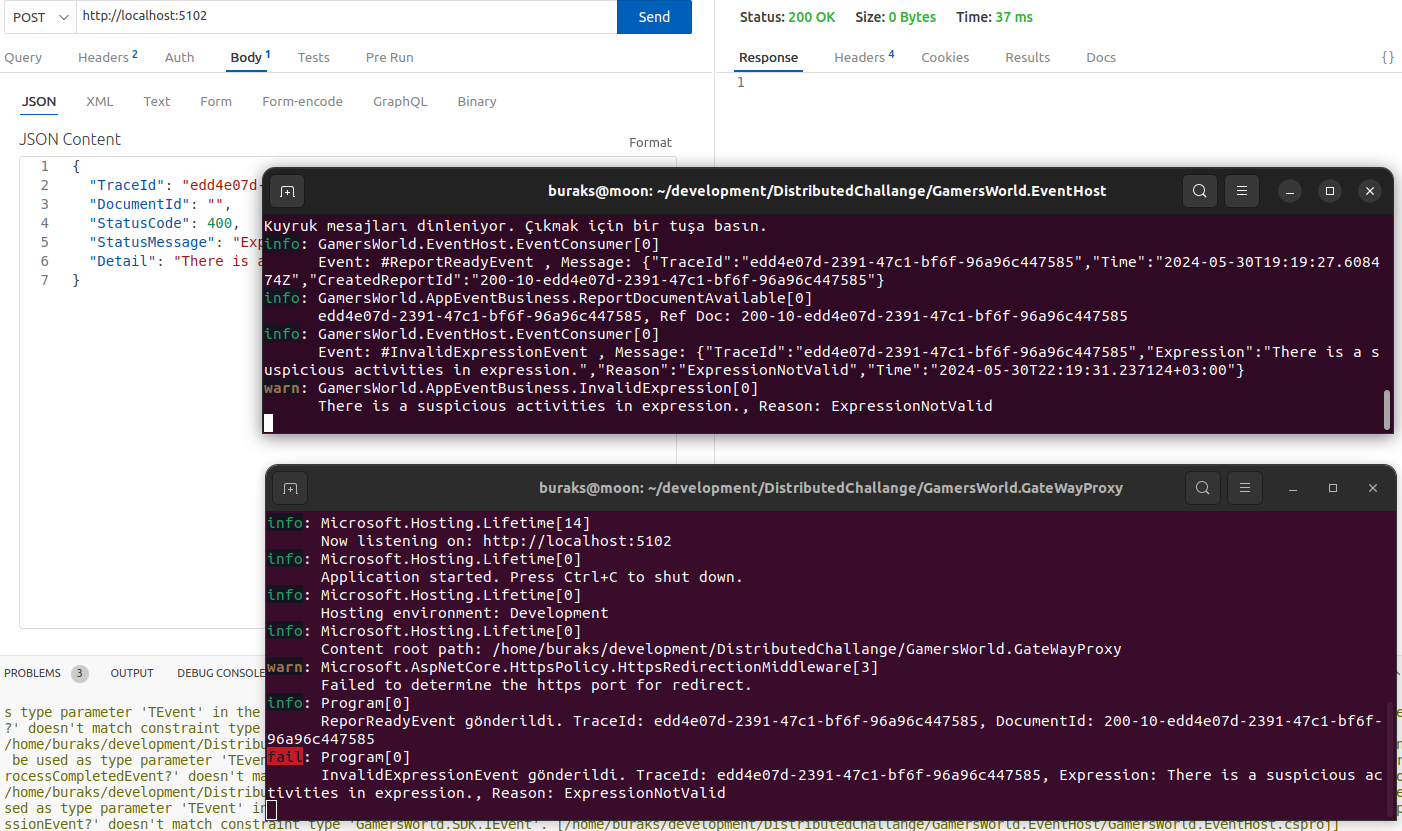 POST http://localhost:5102 Send
Query Headers 2 Auth Body 1 Tests Pre Run
JSON XML Text Form Form-encode GraphQL Binary
JSON Content
Format
1 {
2 "TraceId": "edd4e07d-
3 "DocumentId": "",
4 "StatusCode": 400,
5 "StatusMessage": "Exp
6 "Detail": "There is a
7 }
Status: 200 OK Size: 0 Bytes Time: 37 ms
Response Headers 4 Cookies Results Docs {}
1
buraks@moon: ~/development/DistributedChallange/GamersWorld.EventHost
Kuyruk mesajları dinleniyor. Çıkmak için bir tuşa basın.
info: GamersWorld.EventHost.EventConsumer[0]
Event: #ReportReadyEvent , Message: {"TraceId":"edd4e07d-2391-47c1-bf6f-96a96c447585","Time":"2024-05-30T19:19:27.6084
74Z","CreatedReportId":"200-10-edd4e07d-2391-47c1-bf6f-96a96c447585"}
info: GamersWorld.AppEventBusiness.ReportDocumentAvailable[0]
edd4e07d-2391-47c1-bf6f-96a96c447585, Ref Doc: 200-10-edd4e07d-2391-47c1-bf6f-96a96c447585
info: GamersWorld.EventHost.EventConsumer[0]
Event: #InvalidExpressionEvent , Message: {"TraceId":"edd4e07d-2391-47c1-bf6f-96a96c447585","Expression":"There is a s
uspicious activities in expression.","Reason":"ExpressionNotValid","Time":"2024-05-30T22:19:31.237124+03:00"}
warn: GamersWorld.AppEventBusiness.InvalidExpression[0]
There is a suspicious activities in expression., Reason: ExpressionNotValid
buraks@moon: ~/development/DistributedChallange/GamersWorld.GateWayProxy
info: Microsoft.Hosting.Lifetime[14]
Now listening on: http://localhost:5102
info: Microsoft.Hosting.Lifetime[0]
Application started. Press Ctrl+C to shut down.
info: Microsoft.Hosting.Lifetime[0]
Hosting environment: Development
info: Microsoft.Hosting.Lifetime[0]
Content root path: /home/buraks/development/DistributedChallange/GamersWorld.GateWayProxy
warn: Microsoft.AspNetCore.HttpsPolicy.HttpsRedirectionMiddleware[3]
Failed to determine the https port for redirect.
info: Program[0]
ReporReadyEvent gönderildi. TraceId: edd4e07d-2391-47c1-bf6f-96a96c447585, DocumentId: 200-10-edd4e07d-2391-47c1-bf6f-
96a96c447585
fail: Program[0]
InvalidExpressionEvent gönderildi. TraceId: edd4e07d-2391-47c1-bf6f-96a96c447585, Expression: There is a suspicious ac
tivities in expression., Reason: ExpressionNotValid
PROBLEMS 3 OUTPUT DEBUG CONSOLE
s type parameter 'TEvent' in the
?' doesn't match constraint type
/home/buraks/development/Distribu
be used as type parameter 'TEven
rocessCompletedEvent?' doesn't ma
/home/buraks/development/Distribu
sed as type parameter 'TEvent' in
ssionEvent?' doesn't match constraint type 'GamersWorld.SDK.IEvent'. [/home/buraks/development/DistributedChallange/GamersWorld.EventHost/GamersWorld.EventHost.csproj]